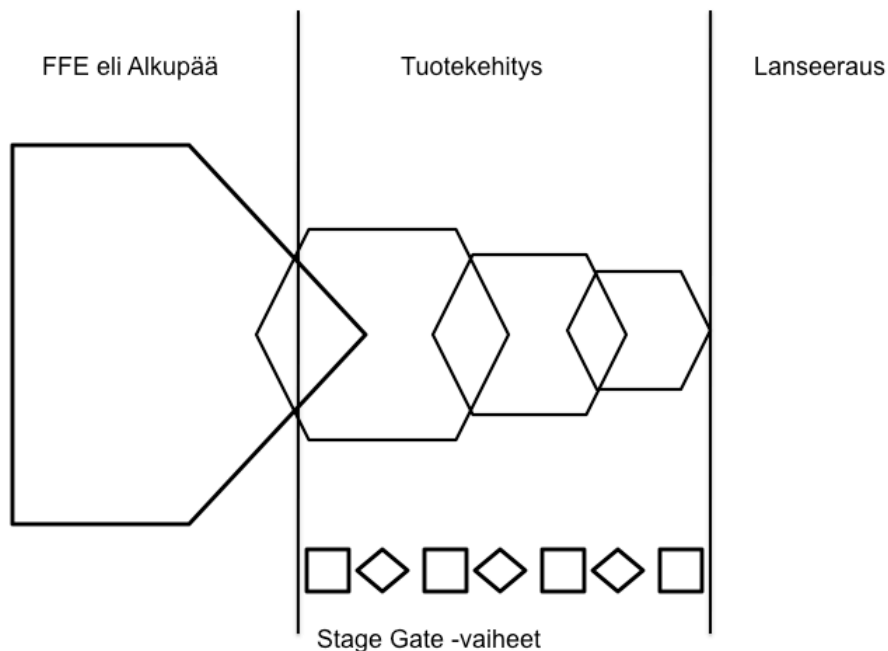 FFE eli Alkupää
Tuotekehitys
Lanseeraus
Stage Gate -vaiheet